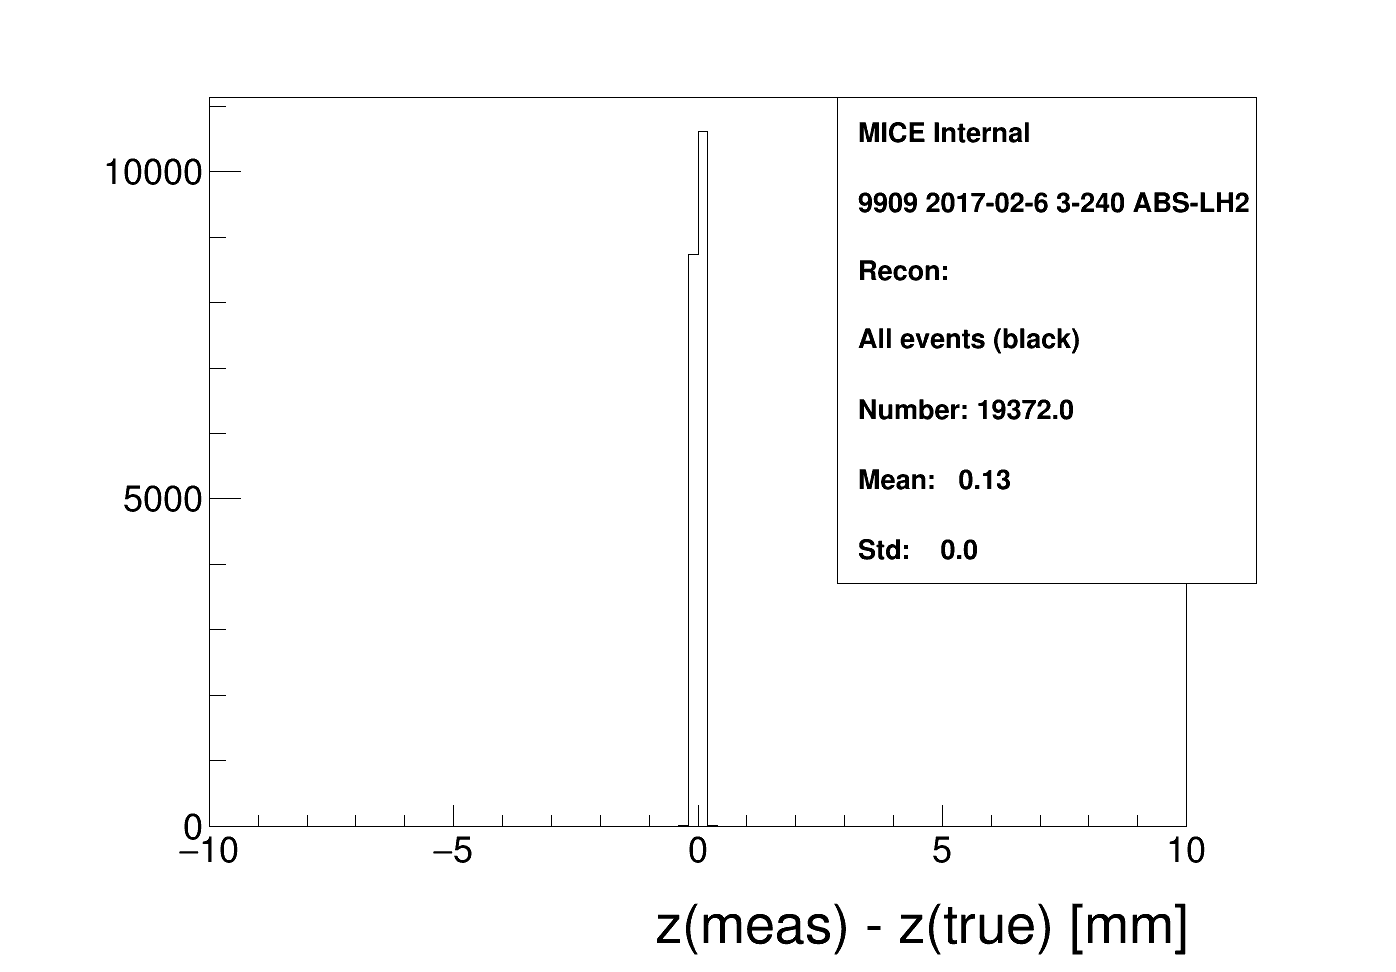 10000
5000
0
−10
−5
0
5
10
z(meas) - z(true) [mm]
MICE Internal
9909 2017-02-6 3-240 ABS-LH2
Recon:
All events (black)
Number: 19372.0
Mean: 0.13
Std: 0.0